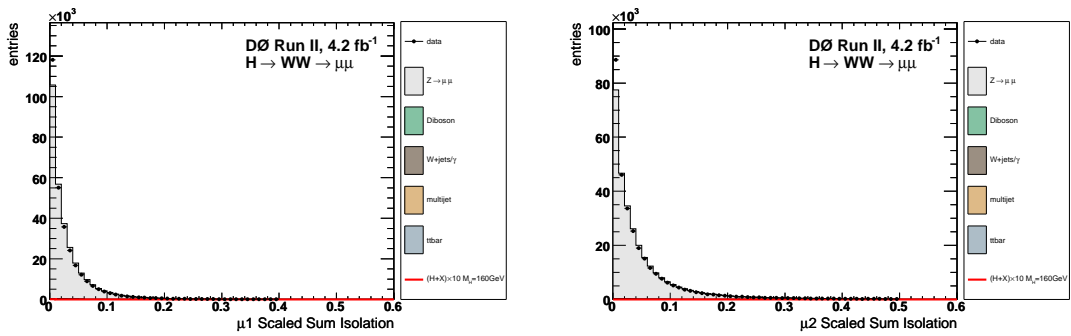 ×10³
entries
120
100
80
60
40
20
0
0 0.1 0.2 0.3 0.4 0.5 0.6
μ1 Scaled Sum Isolation
DØ Run II, 4.2 fb⁻¹
H → WW → μμ
data
Z→μ μ
Diboson
W+jets/γ
multijet
ttbar
(H+X)×10 M_H=160GeV
×10³
entries
100
80
60
40
20
0
0 0.1 0.2 0.3 0.4 0.5 0.6
μ2 Scaled Sum Isolation
DØ Run II, 4.2 fb⁻¹
H → WW → μμ
data
Z→μ μ
Diboson
W+jets/γ
multijet
ttbar
(H+X)×10 M_H=160GeV